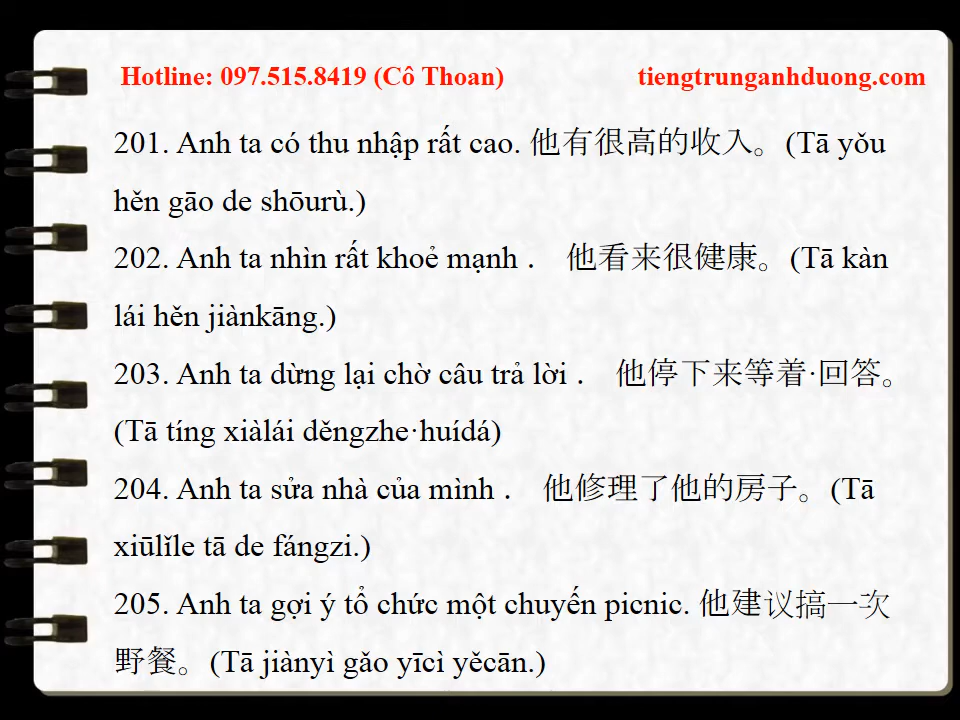 Hotline: 097.515.8419 (Cô Thoan) tiengtrunganhduong.com
201. Anh ta có thu nhập rất cao. 他有很高的收入。(Tā yǒu
hěn gāo de shōurù.)
202. Anh ta nhìn rất khoẻ mạnh . 他看来很健康。(Tā kàn
lái hěn jiànkāng.)
203. Anh ta dừng lại chờ câu trả lời . 他停下来等着·回答。
(Tā tíng xiàlái děngzhe·huídá)
204. Anh ta sửa nhà của mình . 他修理了他的房子。(Tā
xiūlǐle tā de fángzi.)
205. Anh ta gợi ý tổ chức một chuyến picnic. 他建议搞一次
野餐。(Tā jiànyì gǎo yīcì yěcān.)